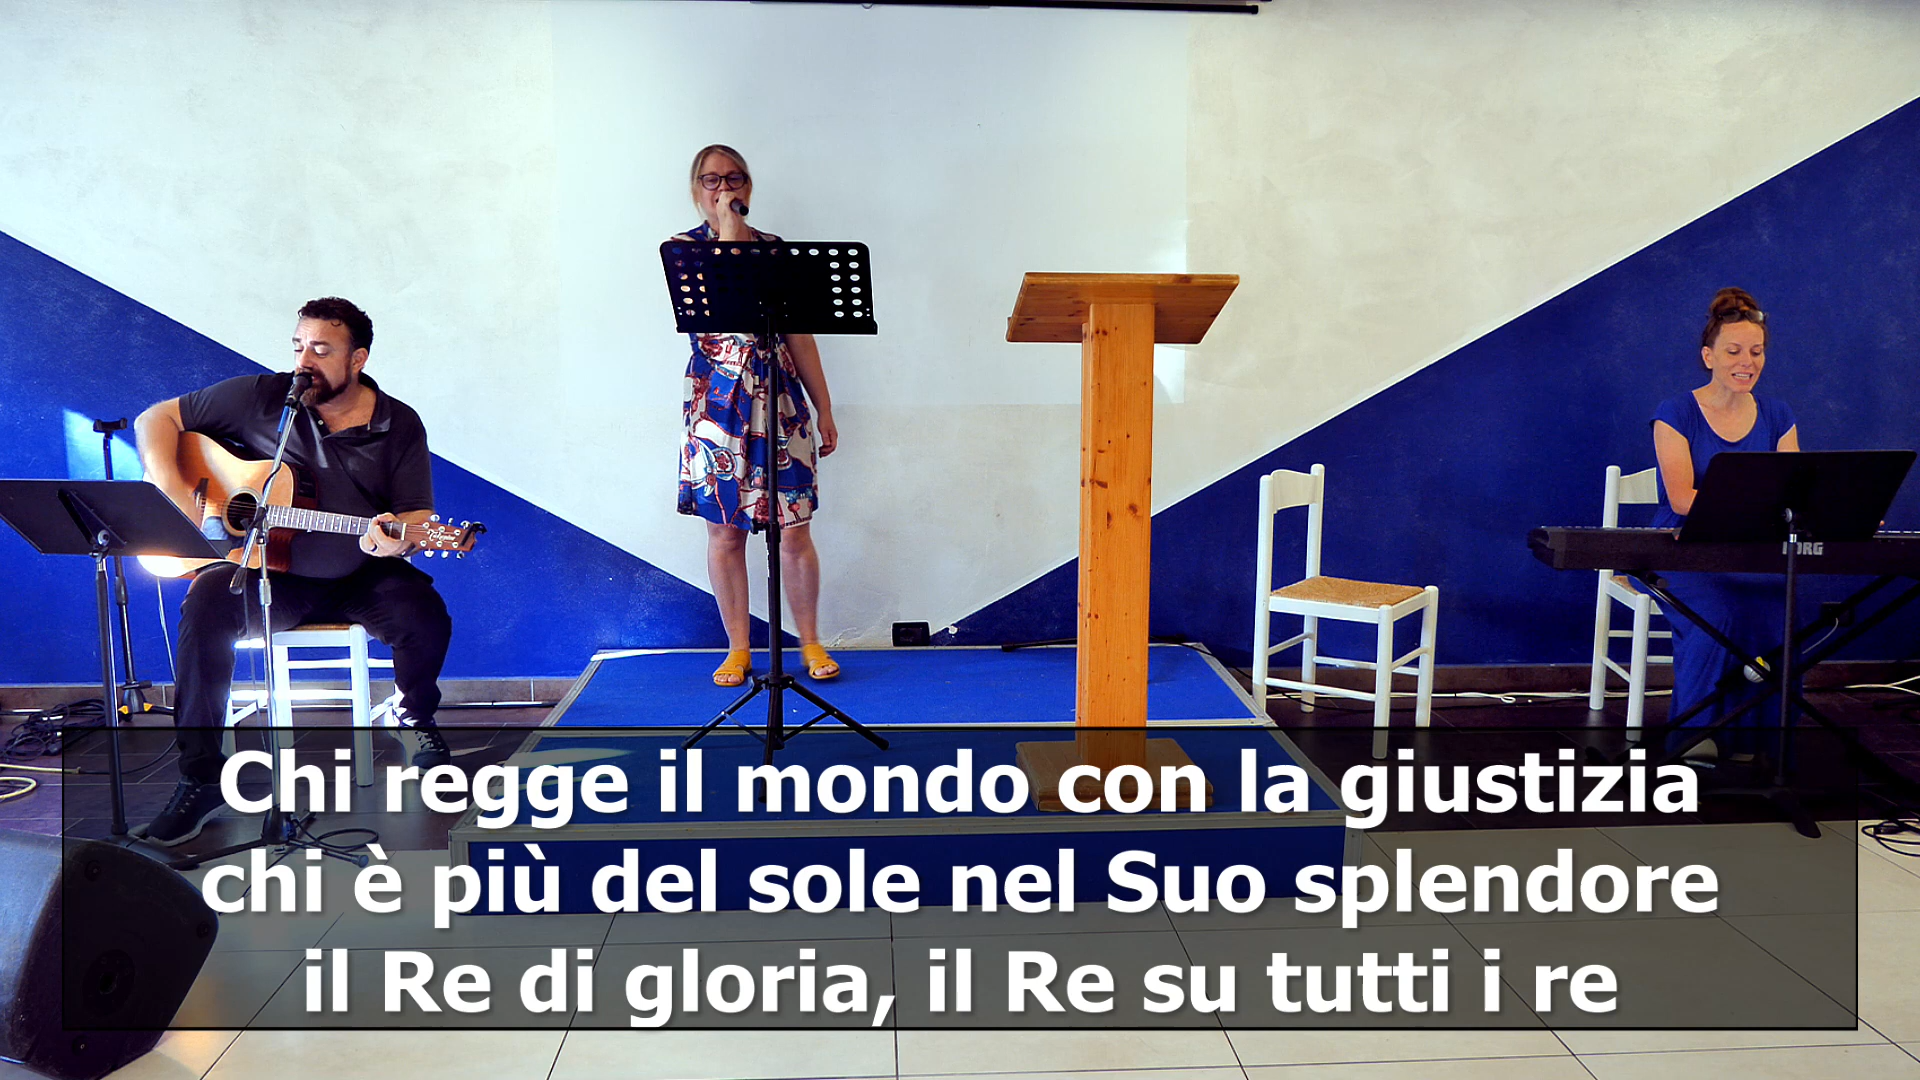 KORG
Chi regge il mondo con la giustizia
chi è più del sole nel Suo splendore
il Re di gloria, il Re su tutti i re